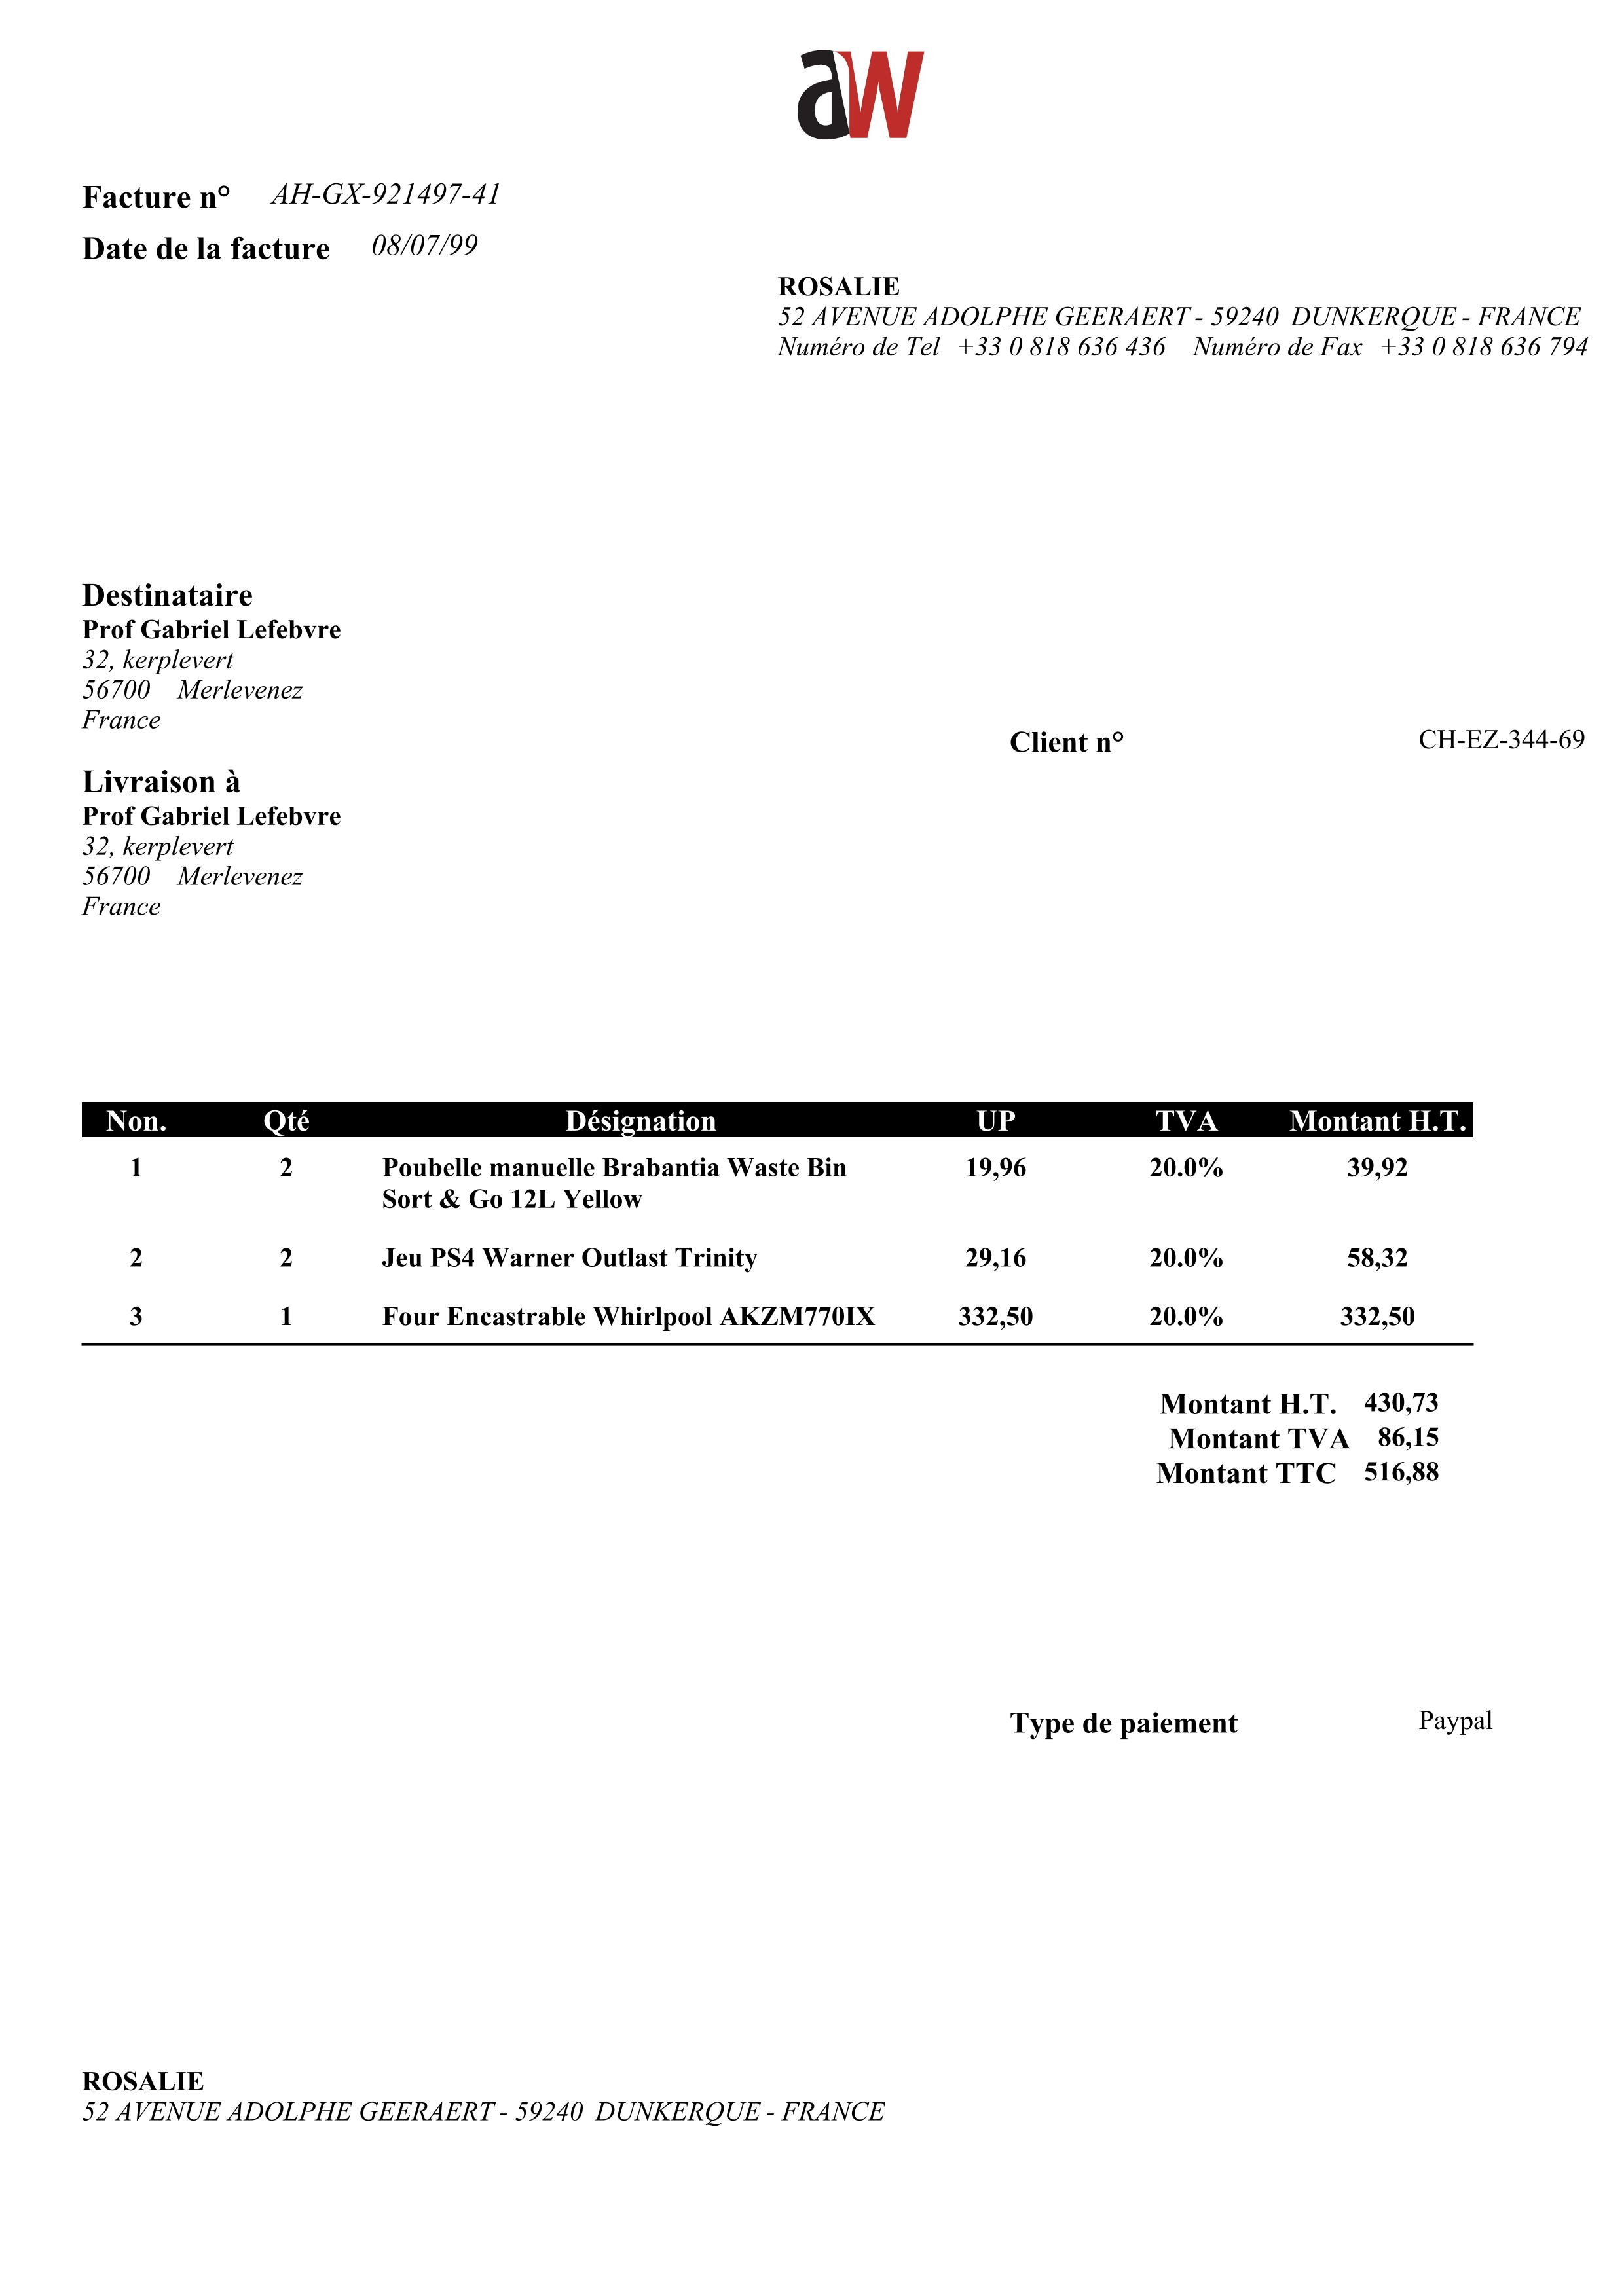 aw
Facture n° AH-GX-921497-41
Date de la facture 08/07/99
ROSALIE
52 AVENUE ADOLPHE GEERAERT - 59240 DUNKERQUE - FRANCE
Numéro de Tel +33 0 818 636 436 Numéro de Fax +33 0 818 636 794
Destinataire
Prof Gabriel Lefebvre
32, kerplevert
56700 Merlevenez
France
Client n° CH-EZ-344-69
Livraison à
Prof Gabriel Lefebvre
32, kerplevert
56700 Merlevenez
France
Non. Qté Désignation UP TVA Montant H.T.
1 2 Poubelle manuelle Brabantia Waste Bin 19,96 20.0% 39,92
Sort & Go 12L Yellow
2 2 Jeu PS4 Warner Outlast Trinity 29,16 20.0% 58,32
3 1 Four Encastrable Whirlpool AKZM770IX 332,50 20.0% 332,50
Montant H.T. 430,73
Montant TVA 86,15
Montant TTC 516,88
Type de paiement Paypal
ROSALIE
52 AVENUE ADOLPHE GEERAERT - 59240 DUNKERQUE - FRANCE